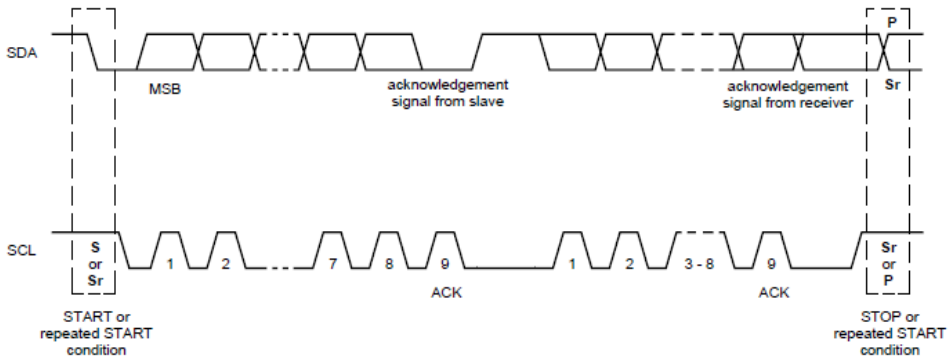 P
SDA
MSB
acknowledgement
signal from slave
acknowledgement
signal from receiver
Sr
SCL
S
or
Sr
1
2
7
8
9
1
2
3 - 8
9
Sr
or
P
ACK
ACK
START or
repeated START
condition
STOP or
repeated START
condition